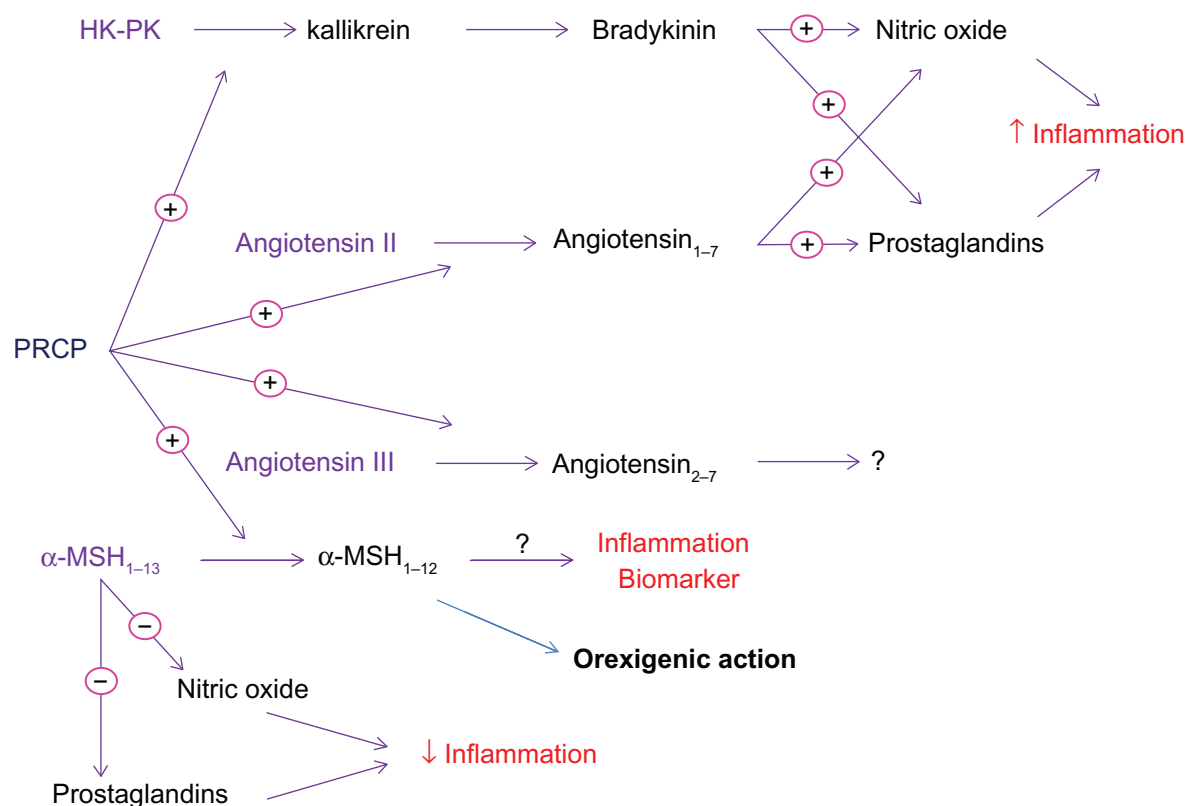 HK-PK kallikrein Bradykinin + Nitric oxide
+
↑ Inflammation
+
+
Angiotensin II Angiotensin1–7 + Prostaglandins
+
PRCP
+
+
Angiotensin III Angiotensin2–7 ?
α-MSH1–13 α-MSH1–12 ? Inflammation
Biomarker
−
Orexigenic action
−
Nitric oxide
↓ Inflammation
Prostaglandins